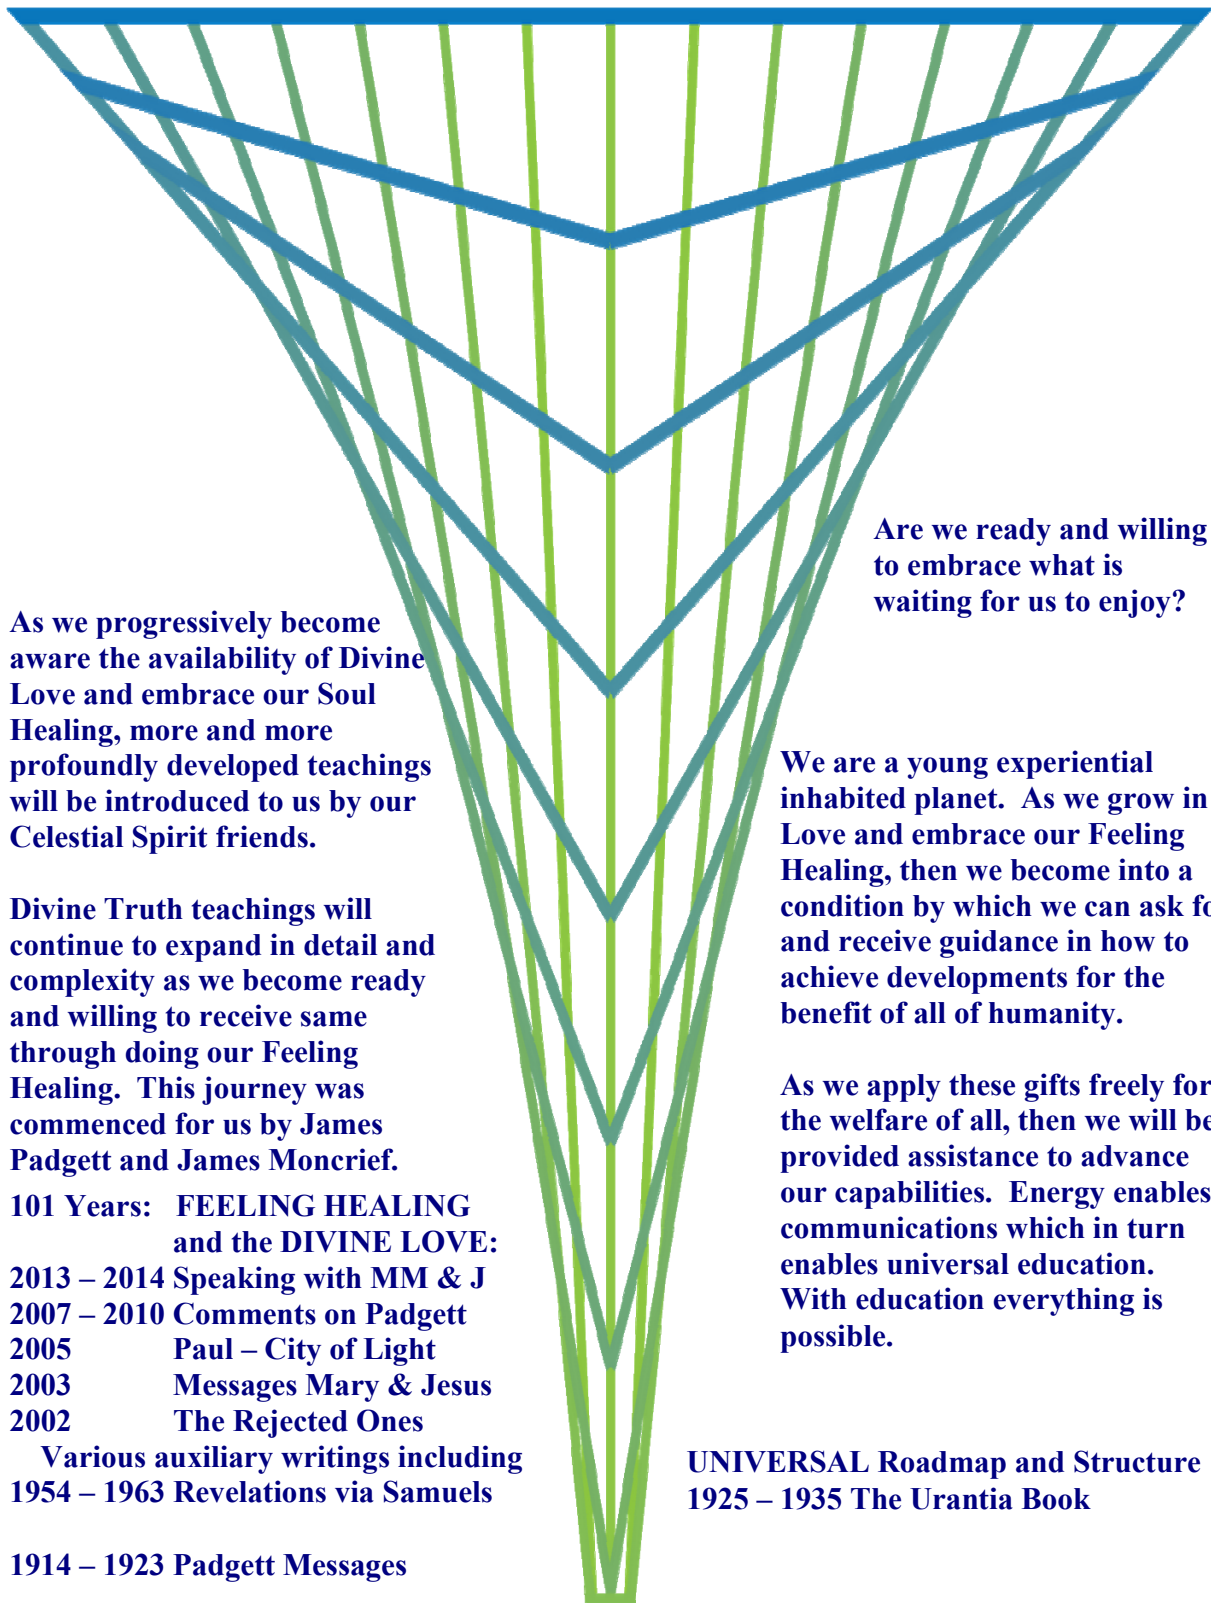 Are we ready and willing
to embrace what is
waiting for us to enjoy?
As we progressively become
aware the availability of Divine
Love and embrace our Soul
Healing, more and more
profoundly developed teachings
will be introduced to us by our
Celestial Spirit friends.
Divine Truth teachings will
continue to expand in detail and
complexity as we become ready
and willing to receive same
through doing our Feeling
Healing.  This journey was
commenced for us by James
Padgett and James Moncrief.
We are a young experiential
inhabited planet.  As we grow in
Love and embrace our Feeling
Healing, then we become into a
condition by which we can ask fo
and receive guidance in how to
achieve developments for the
benefit of all of humanity.
As we apply these gifts freely for
the welfare of all, then we will be
provided assistance to advance
our capabilities.  Energy enables
communications which in turn
enables universal education.
With education everything is
possible.
101 Years:   FEELING HEALING
and the DIVINE LOVE:
2013 – 2014 Speaking with MM & J
2007 – 2010 Comments on Padgett
2005 Paul – City of Light
2003 Messages Mary & Jesus
2002 The Rejected Ones
Various auxiliary writings including
1954 – 1963 Revelations via Samuels
1914 – 1923 Padgett Messages
UNIVERSAL Roadmap and Structure
1925 – 1935 The Urantia Book